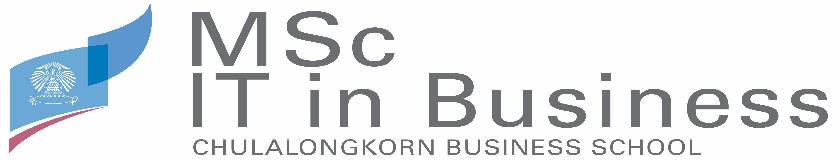 MSc
IT in Business
CHULALONGKORN BUSINESS SCHOOL